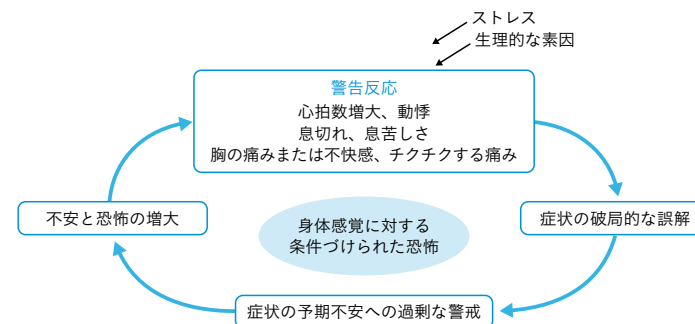 ストレス
生理的な素因
警告反応
心拍数増大、動悸
息切れ、息苦しさ
胸の痛みまたは不快感、チクチクする痛み
不安と恐怖の増大
身体感覚に対する
条件づけられた恐怖
症状の破局的な誤解
症状の予期不安への過剰な警戒